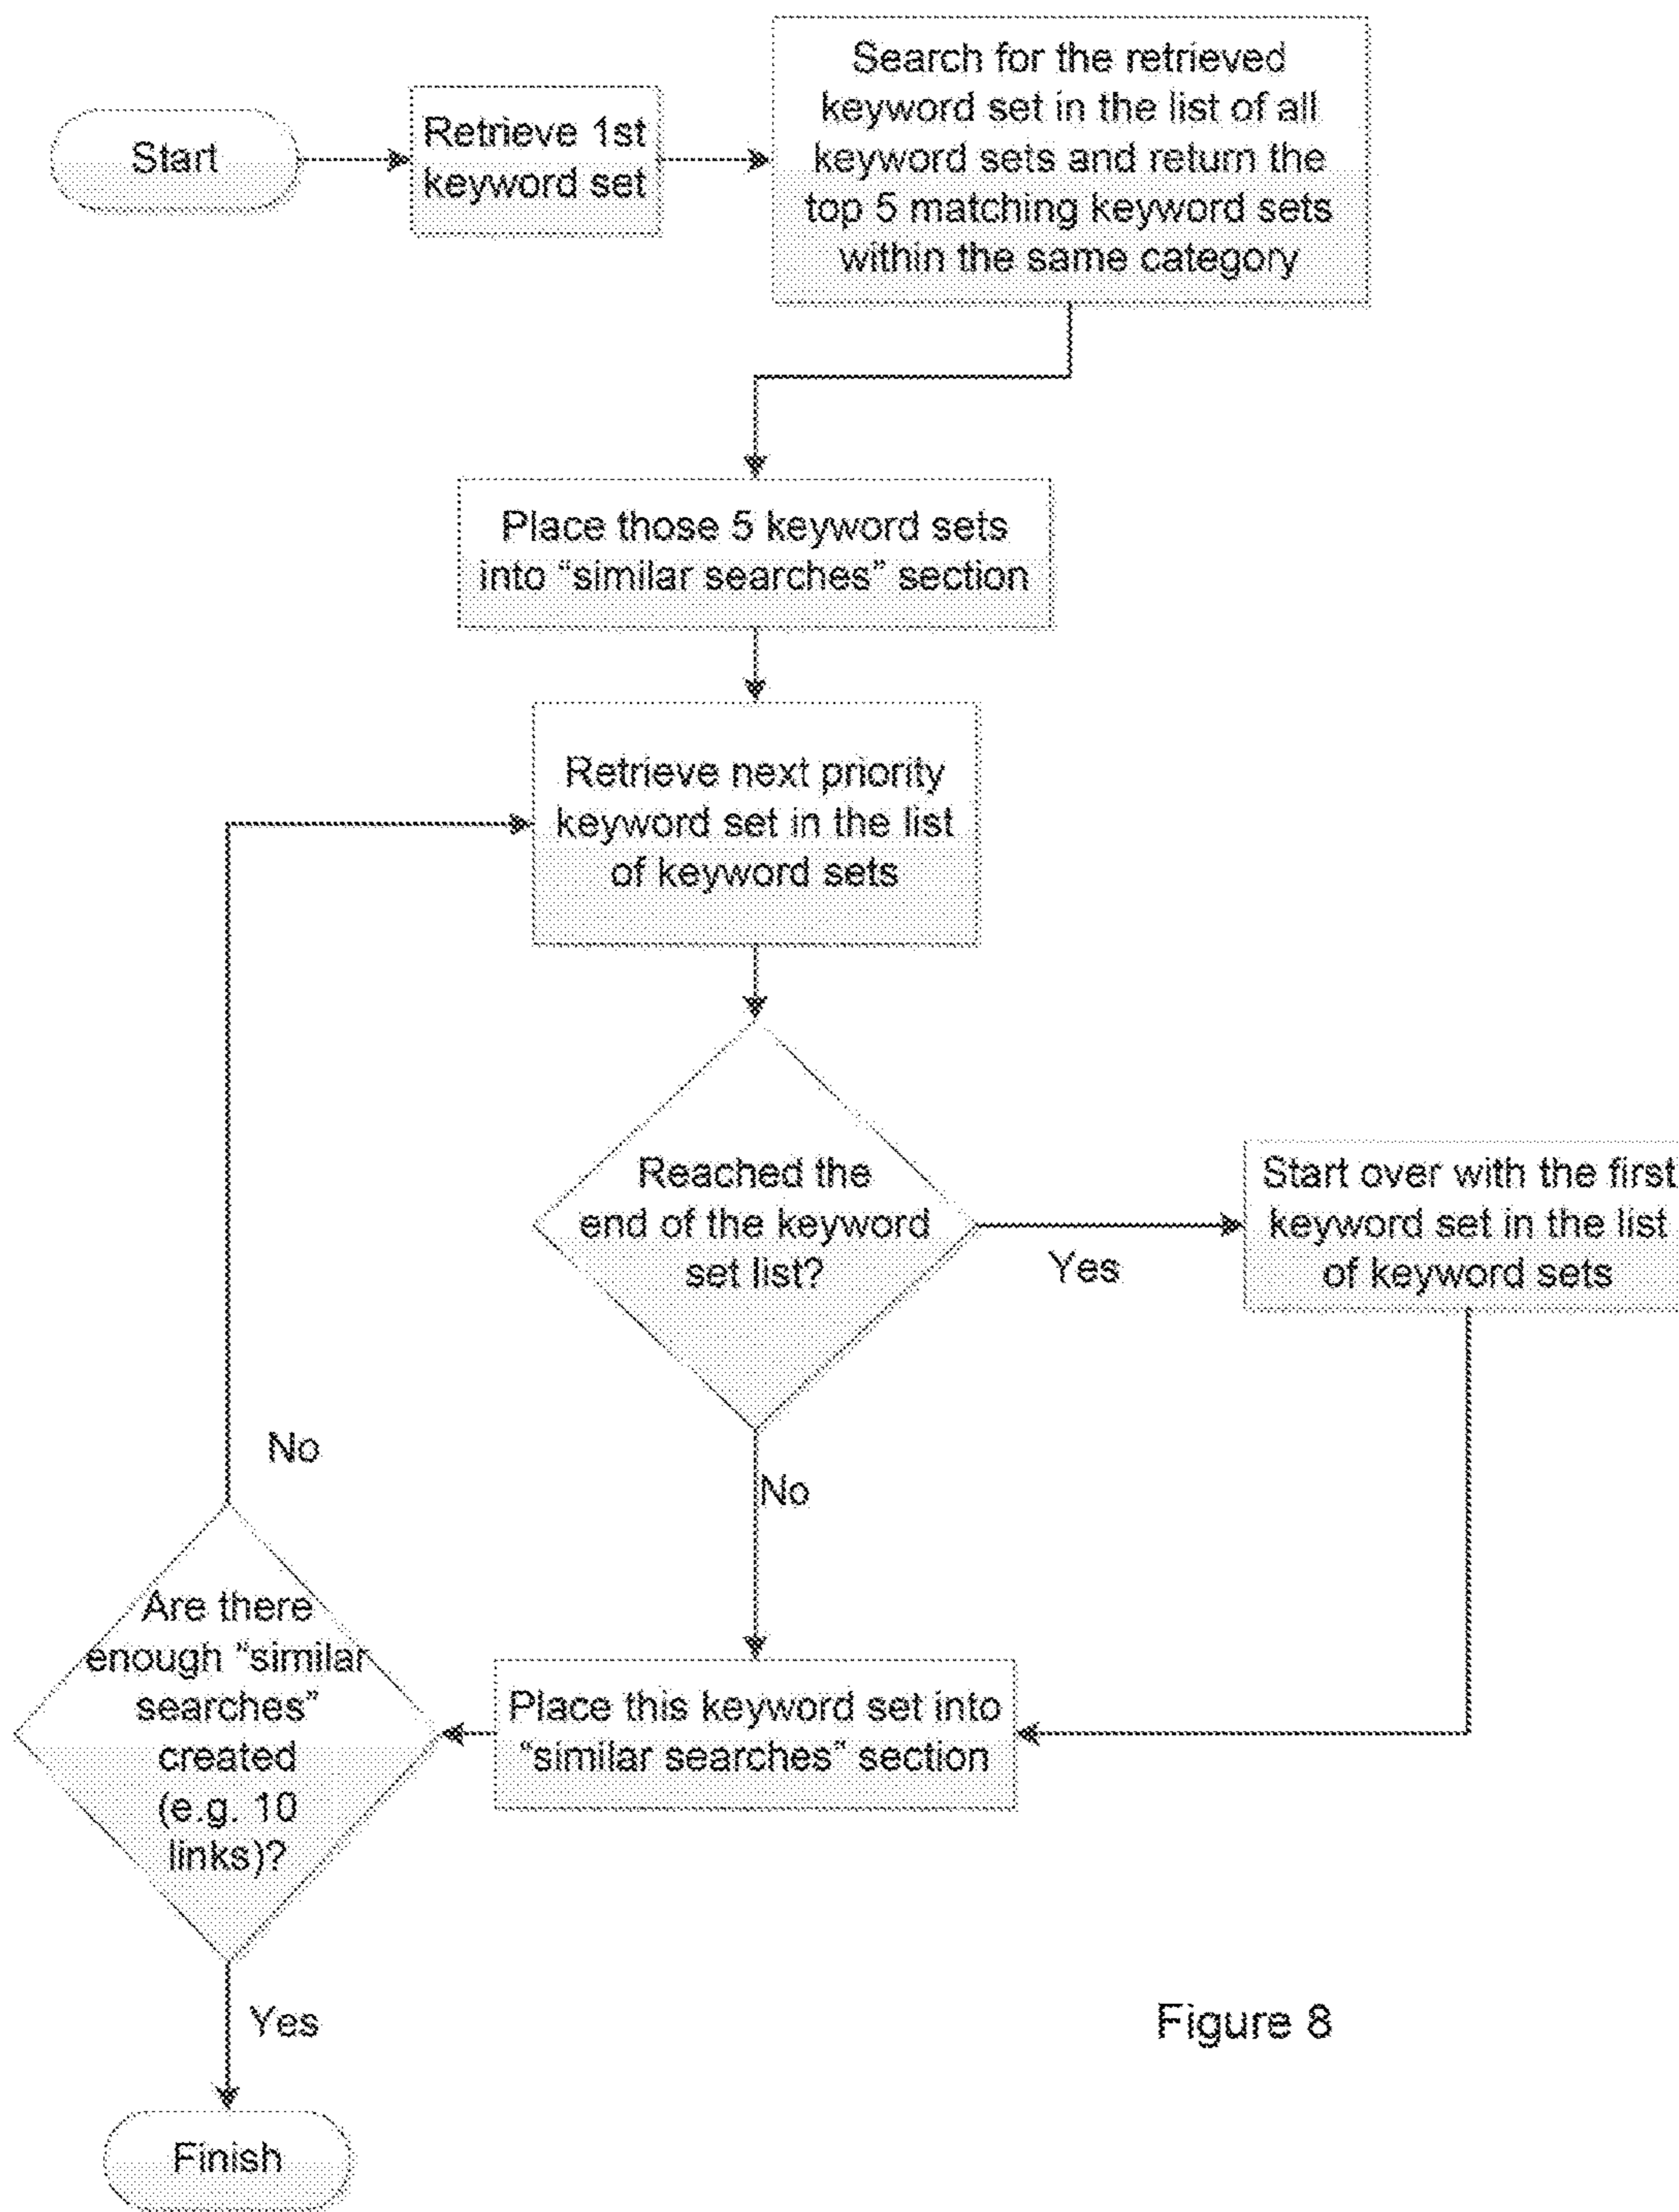 Start
Retrieve 1st
keyword set
Search for the retrieved
keyword set in the list of all
keyword sets and return the
top 5 matching keyword sets
within the same category
Place those 5 keyword sets
into “similar searches” section
Retrieve next priority
keyword set in the list
of keyword sets
Reached the
end of the keyword
set list?
Yes
Start over with the first
keyword set in the list
of keyword sets
No
No
Place this keyword set into
“similar searches” section
Are there
enough “similar
searches”
created
(e.g. 10
links)?
Yes
Finish
Figure 8